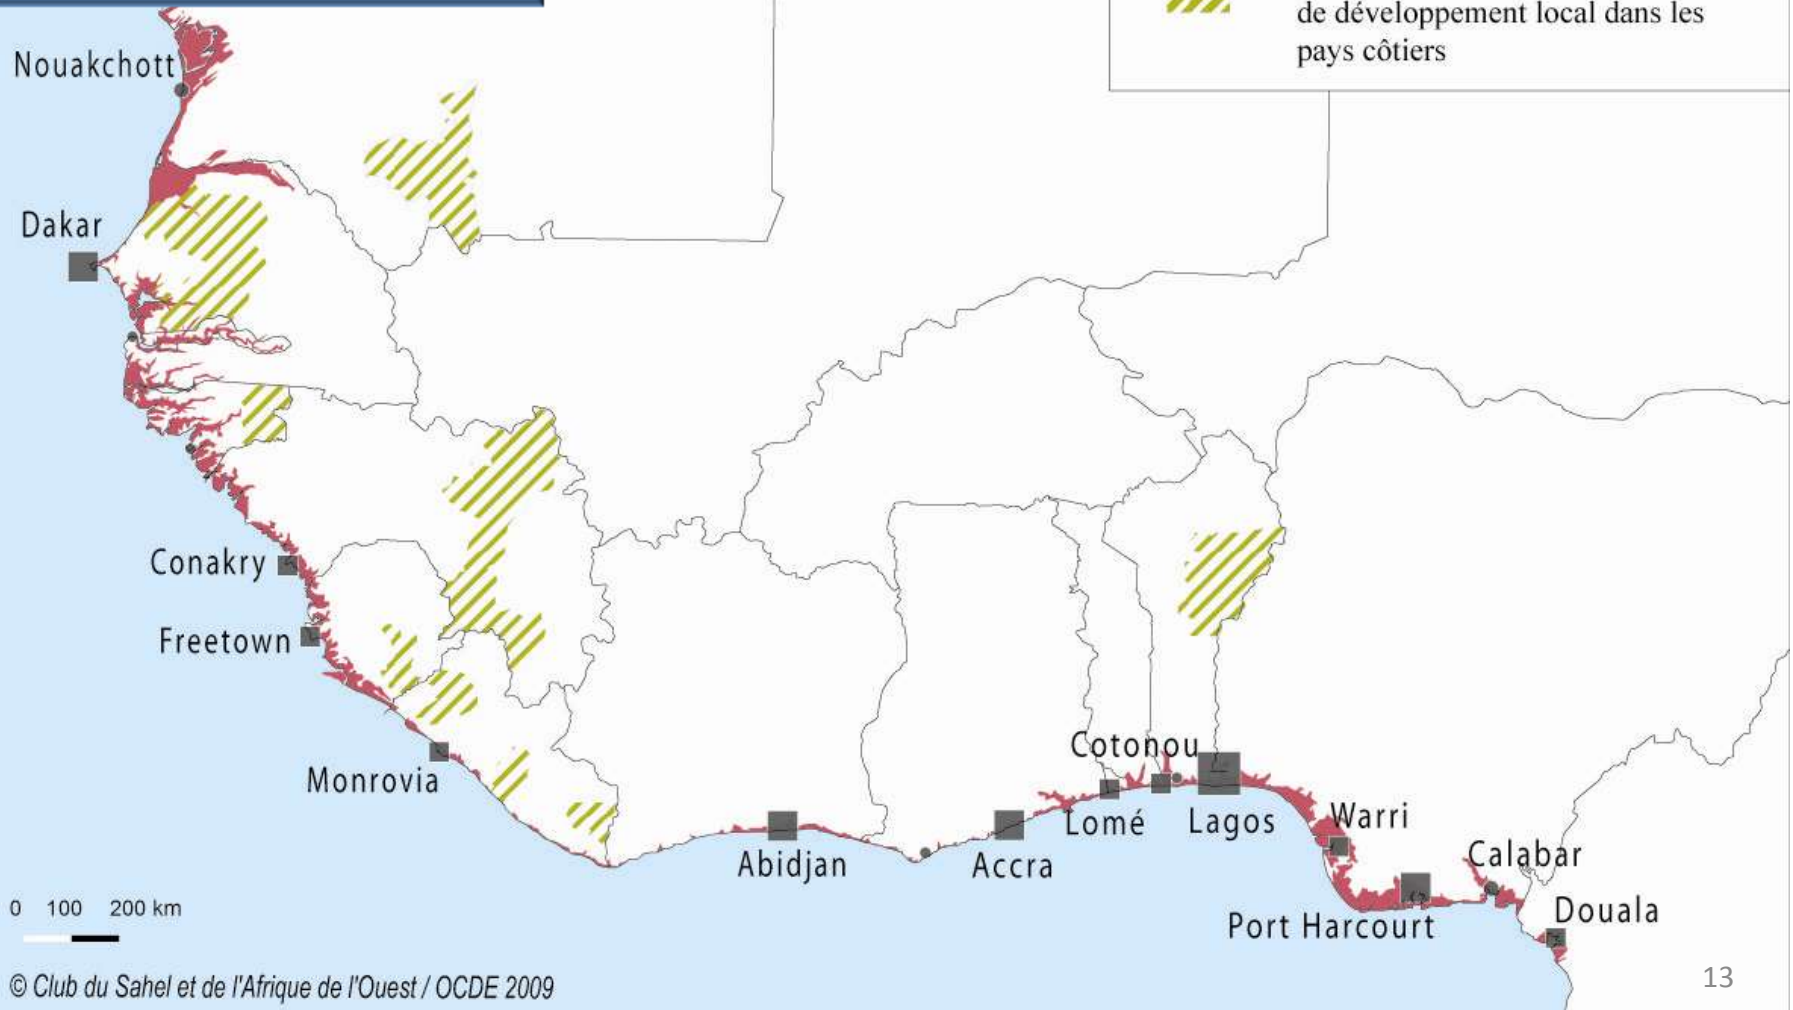 de développement local dans les
pays côtiers
Nouakchott
Dakar
Conakry
Freetown
Monrovia
Abidjan
Accra
Lomé
Cotonou
Lagos
Warri
Port Harcourt
Calabar
Douala
0 100 200 km
© Club du Sahel et de l'Afrique de l'Ouest / OCDE 2009
13